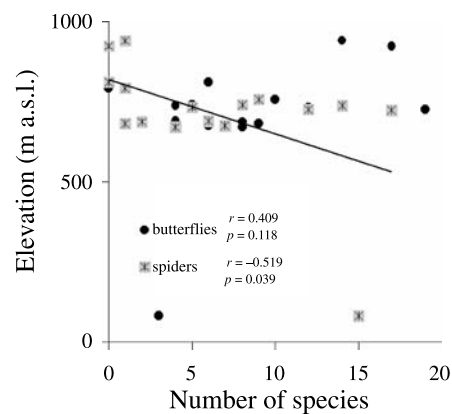 1000
500
0
Elevation (m a.s.l.)
butterflies r = 0.409
p = 0.118
spiders r = –0.519
p = 0.039
0 5 10 15 20
Number of species